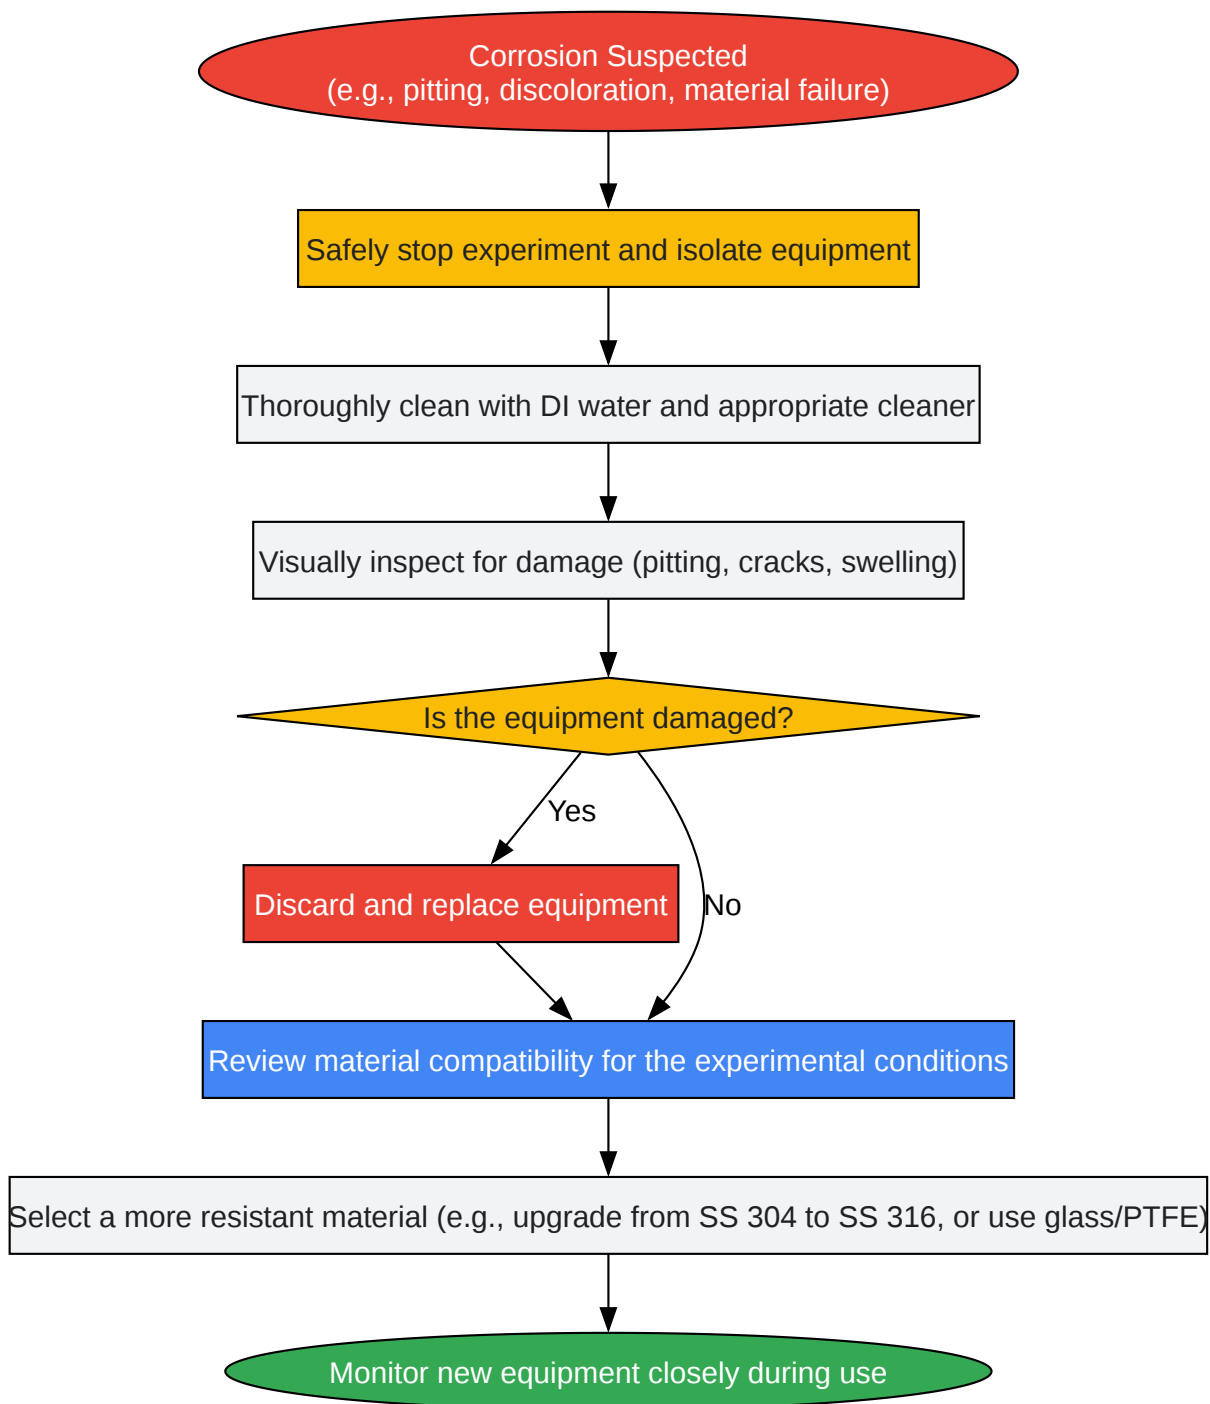 Corrosion Suspected
(e.g., pitting, discoloration, material failure)
Safely stop experiment and isolate equipment
Thoroughly clean with DI water and appropriate cleaner
Visually inspect for damage (pitting, cracks, swelling)
Is the equipment damaged?
Yes
Discard and replace equipment
No
Review material compatibility for the experimental conditions
Select a more resistant material (e.g., upgrade from SS 304 to SS 316, or use glass/PTFE)
Monitor new equipment closely during use